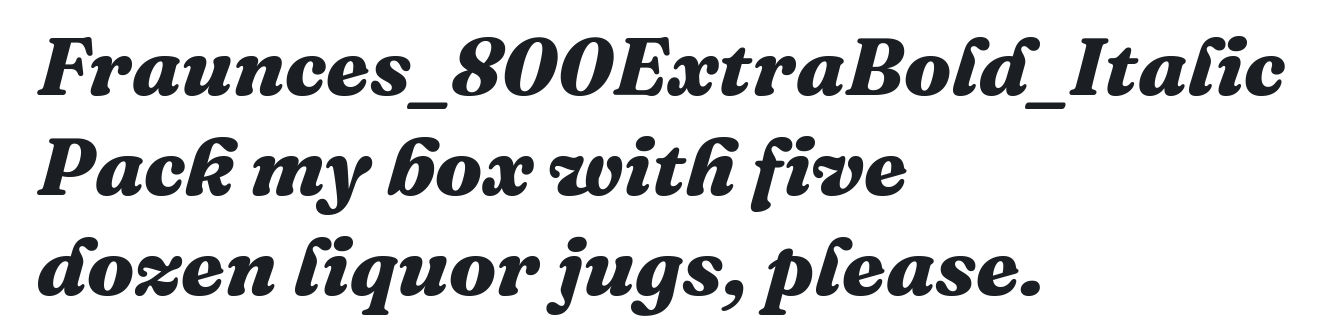 Fraunces_800ExtraBold_Italic
Pack my box with five
dozen liquor jugs, please.